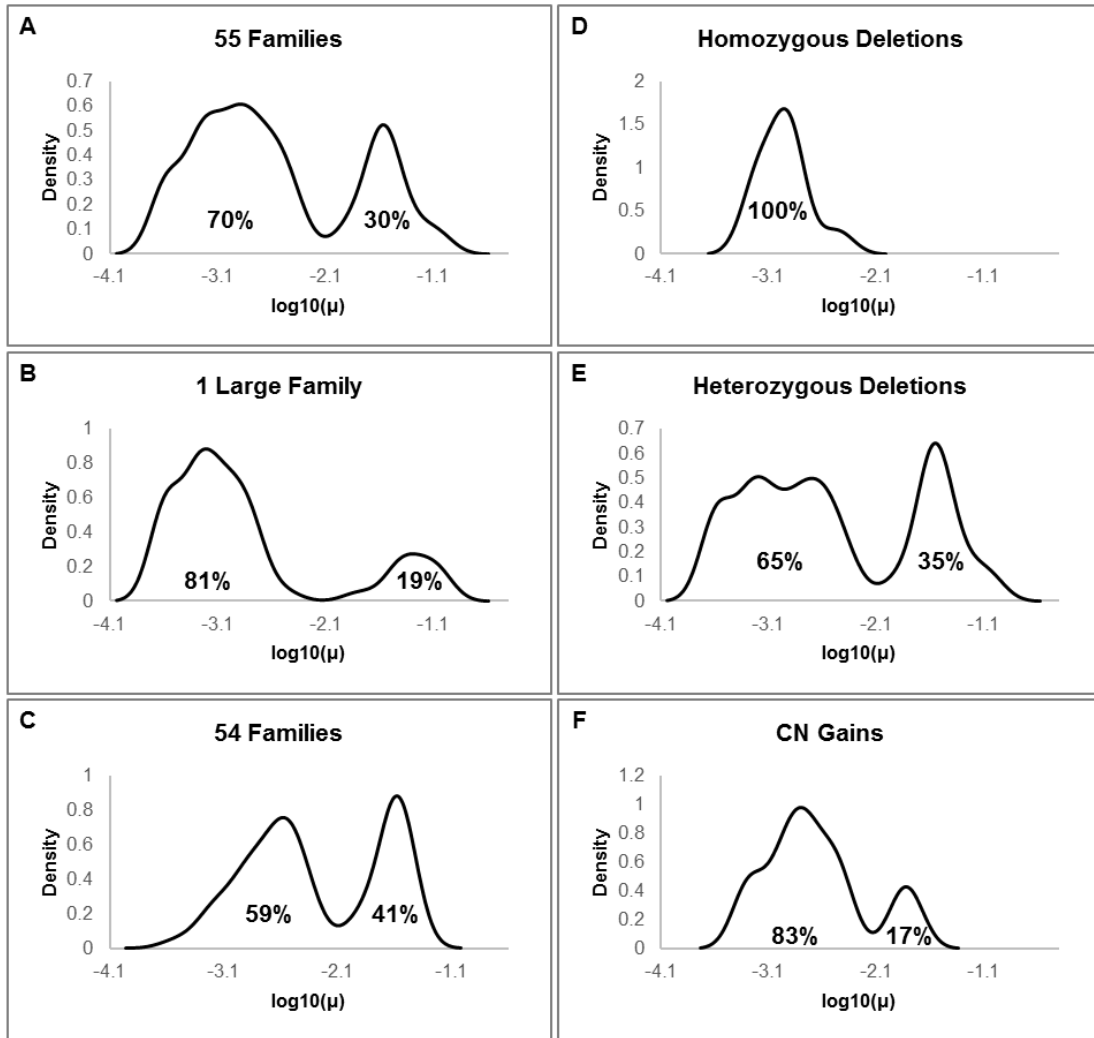 A
55 Families
Density
0.7
0.6
0.5
0.4
0.3
0.2
0.1
0
70%
30%
-4.1 -3.1 -2.1 -1.1
log10(μ)
B
1 Large Family
Density
1
0.8
0.6
0.4
0.2
0
81%
19%
-4.1 -3.1 -2.1 -1.1
log10(μ)
C
54 Families
Density
1
0.8
0.6
0.4
0.2
0
59%
41%
-4.1 -3.1 -2.1 -1.1
log10(μ)
D
Homozygous Deletions
Density
2
1.5
1
0.5
0
100%
-4.1 -3.1 -2.1 -1.1
log10(μ)
E
Heterozygous Deletions
Density
0.7
0.6
0.5
0.4
0.3
0.2
0.1
0
65%
35%
-4.1 -3.1 -2.1 -1.1
log10(μ)
F
CN Gains
Density
1.2
1
0.8
0.6
0.4
0.2
0
83%
17%
-4.1 -3.1 -2.1 -1.1
log10(μ)